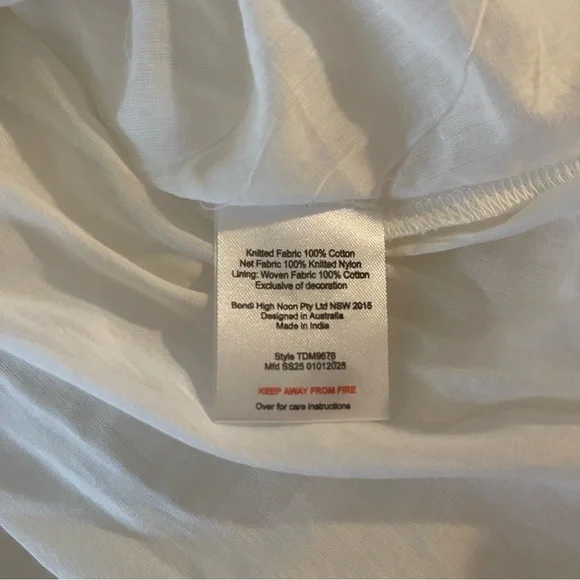 Knitted Fabric 100% Cotton
Net Fabric 100% Knitted Nylon
Lining: Woven Fabric 100% Cotton
Exclusive of decoration
Bondi High Noon Pty Ltd NSW 2015
Designed in Australia
Made in India
Style TDM9676
Mfd SS25 01012025
KEEP AWAY FROM FIRE
Over for care instructions